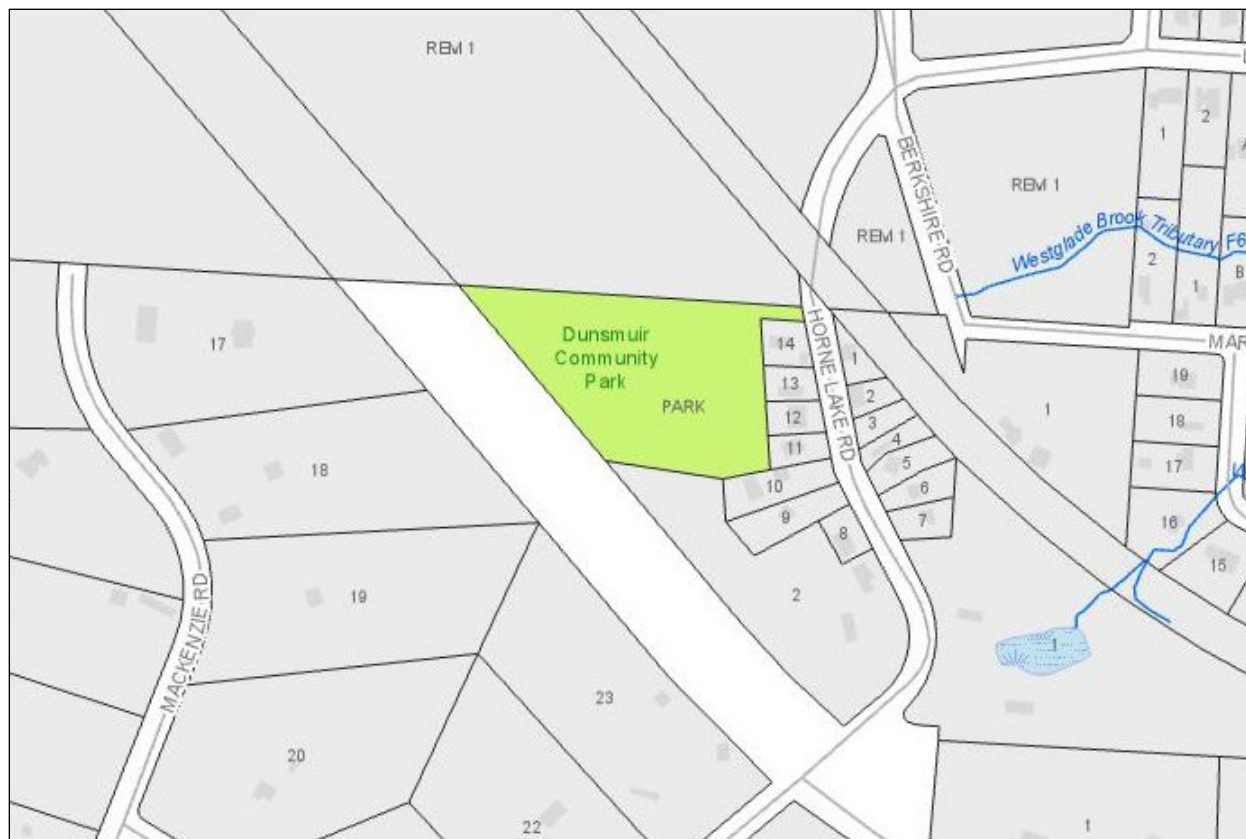 REM 1
BERKSHIRE RD
1
2
REM 1
REM 1
Westglade Brook Tributary
F6
2
1
B
17
Dunsmuir
Community
Park
PARK
HORNE LAKE RD
14
13
12
11
10
9
8
1
2
3
4
5
6
7
1
MAR
19
18
17
16
15
18
19
MACKENZIE RD
2
1
23
20
22
1